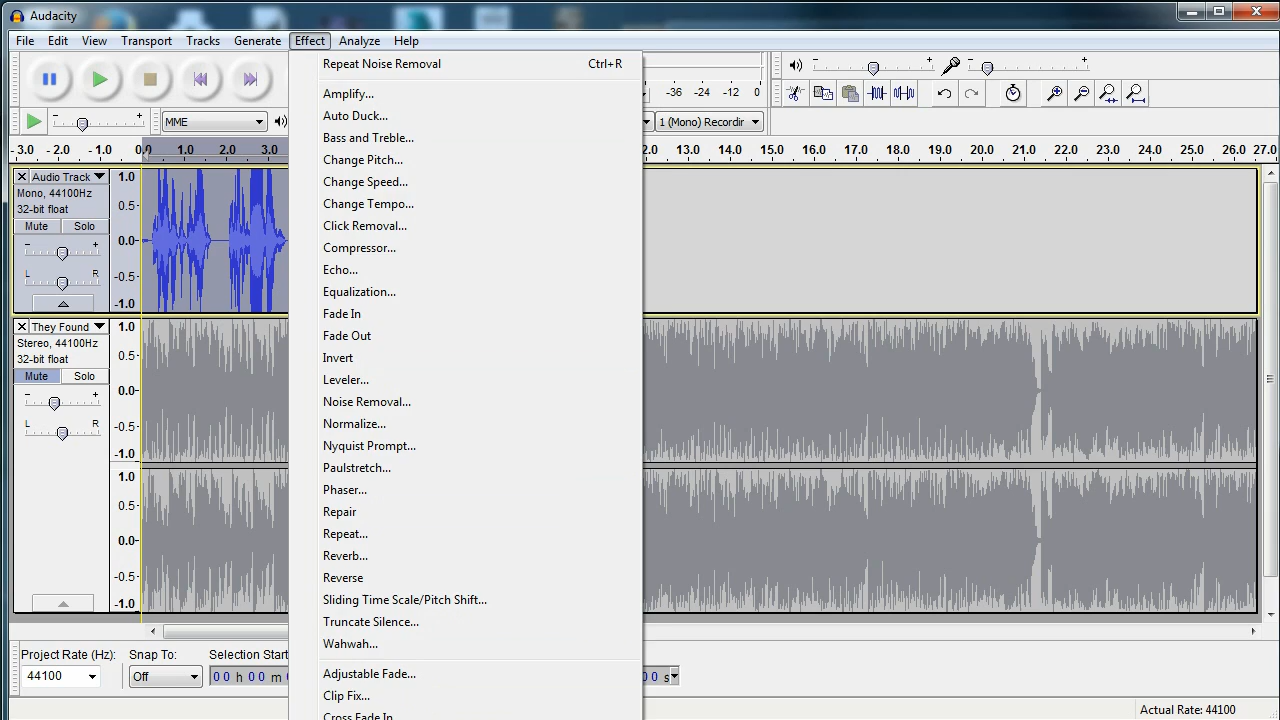 Audacity
File Edit View Transport Tracks Generate Effect Analyze Help
Repeat Noise Removal Ctrl+R
-36 -24 -12 0
Amplify...
Auto Duck...
MME
1 (Mono) Recordir
Bass and Treble...
- 3.0 - 2.0 - 1.0 0.0 1.0 2.0 3.0
2.0 13.0 14.0 15.0 16.0 17.0 18.0 19.0 20.0 21.0 22.0 23.0 24.0 25.0 26.0 27.0
Change Pitch...
Change Speed...
Change Tempo...
Click Removal...
Compressor...
Echo...
Equalization...
Fade In
Fade Out
Invert
Leveler...
Noise Removal...
Normalize...
Nyquist Prompt...
Paulstretch...
Phaser...
Repair
Repeat...
Reverb...
Reverse
Sliding Time Scale/Pitch Shift...
Truncate Silence...
Wahwah...
Adjustable Fade...
Clip Fix...
Cross Fade In
Audio Track
Mono, 44100Hz
32-bit float
Mute Solo
- +
L R
1.0
0.5
0.0
-0.5
-1.0
They Found
Stereo, 44100Hz
32-bit float
Mute Solo
- +
L R
1.0
0.5
0.0
-0.5
-1.0
1.0
0.5
0.0
-0.5
-1.0
Project Rate (Hz): Snap To: Selection Start
44100 Off 00 h 00 m 0
00 s
Actual Rate: 44100